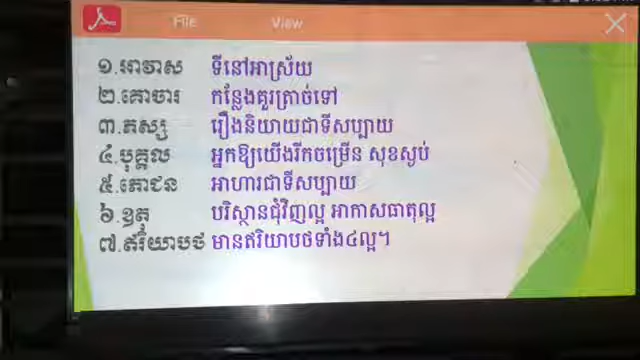 File View
១.អាវាស ទីនៅអាស្រ័យ
២.គោចារ កន្លែងគួរត្រាច់ទៅ
៣.ភស្ស រឿងនិយាយជាទីសប្បាយ
៤.បុគ្គល អ្នកឱ្យយើងរីកចម្រើន សុខស្ងប់
៥.ភោជន អាហារជាទីសប្បាយ
៦.ឧតុ បរិស្ថានជុំវិញល្អ អាកាសធាតុល្អ
៧.ឥរិយាបថ មានឥរិយាបថទាំង៤ល្អ។